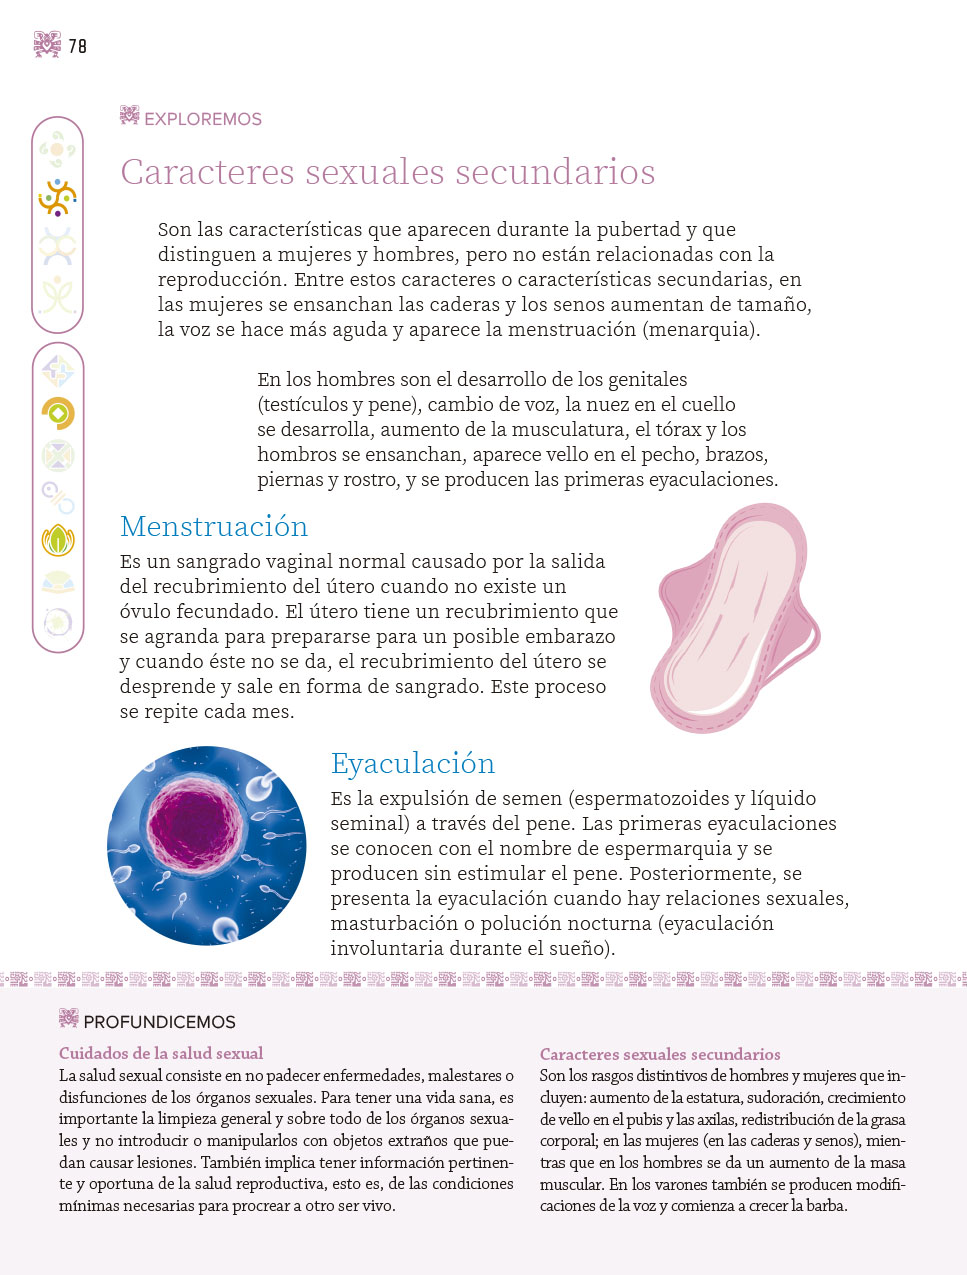 78
EXPLOREMOS
Caracteres sexuales secundarios
Son las características que aparecen durante la pubertad y que
distinguen a mujeres y hombres, pero no están relacionadas con la
reproducción. Entre estos caracteres o características secundarias, en
las mujeres se ensanchan las caderas y los senos aumentan de tamaño,
la voz se hace más aguda y aparece la menstruación (menarquia).
En los hombres son el desarrollo de los genitales
(testículos y pene), cambio de voz, la nuez en el cuello
se desarrolla, aumento de la musculatura, el tórax y los
hombros se ensanchan, aparece vello en el pecho, brazos,
piernas y rostro, y se producen las primeras eyaculaciones.
Menstruación
Es un sangrado vaginal normal causado por la salida
del recubrimiento del útero cuando no existe un
óvulo fecundado. El útero tiene un recubrimiento que
se agranda para prepararse para un posible embarazo
y cuando éste no se da, el recubrimiento del útero se
desprende y sale en forma de sangrado. Este proceso
se repite cada mes.
Eyaculación
Es la expulsión de semen (espermatozoides y líquido
seminal) a través del pene. Las primeras eyaculaciones
se conocen con el nombre de espermarquia y se
producen sin estimular el pene. Posteriormente, se
presenta la eyaculación cuando hay relaciones sexuales,
masturbación o polución nocturna (eyaculación
involuntaria durante el sueño).
PROFUNDICEMOS
Cuidados de la salud sexual
La salud sexual consiste en no padecer enfermedades, malestares o
disfunciones de los órganos sexuales. Para tener una vida sana, es
importante la limpieza general y sobre todo de los órganos sexua-
les y no introducir o manipularlos con objetos extraños que pue-
dan causar lesiones. También implica tener información pertinen-
te y oportuna de la salud reproductiva, esto es, de las condiciones
mínimas necesarias para procrear a otro ser vivo.
Caracteres sexuales secundarios
Son los rasgos distintivos de hombres y mujeres que in-
cluyen: aumento de la estatura, sudoración, crecimiento
de vello en el pubis y las axilas, redistribución de la grasa
corporal; en las mujeres (en las caderas y senos), mien-
tras que en los hombres se da un aumento de la masa
muscular. En los varones también se producen modifi-
caciones de la voz y comienza a crecer la barba.